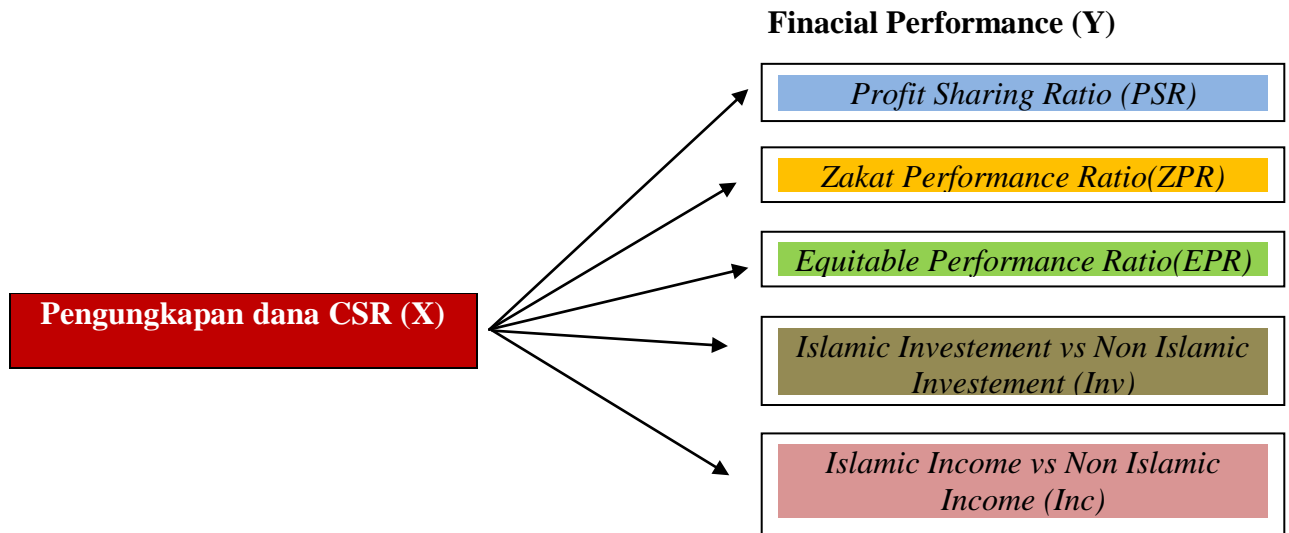 Finacial Performance (Y)
Profit Sharing Ratio (PSR)
Zakat Performance Ratio(ZPR)
Equitable Performance Ratio(EPR)
Pengungkapan dana CSR (X)
Islamic Investement vs Non Islamic
Investement (Inv)
Islamic Income vs Non Islamic
Income (Inc)